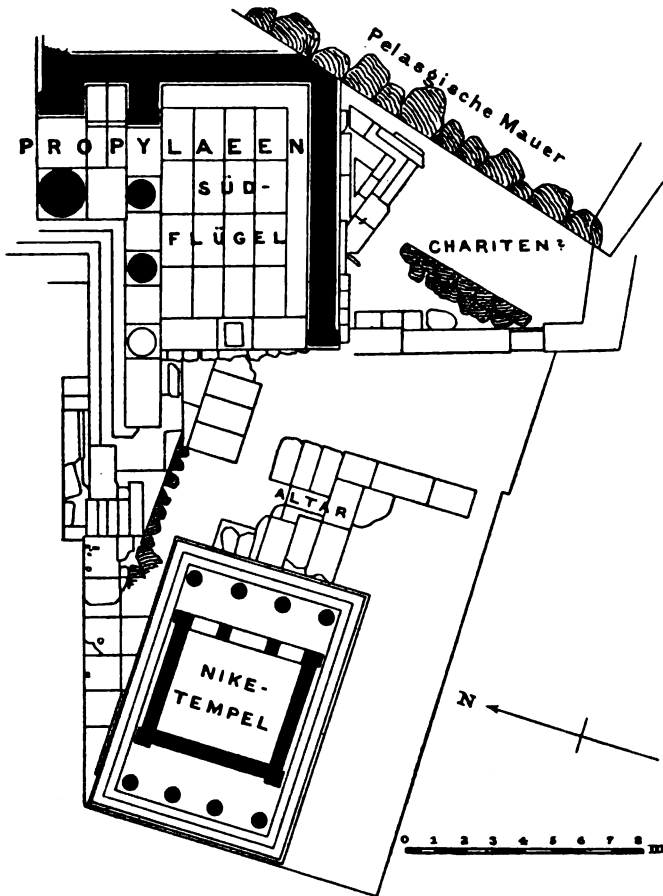 Pelasgische Mauer
PROPYLAEEN
SÜD-
FLÜGEL
CHARITEN?
ALTAR
NIKE-
TEMPEL
N
0 1 2 3 4 5 6 7 8 m